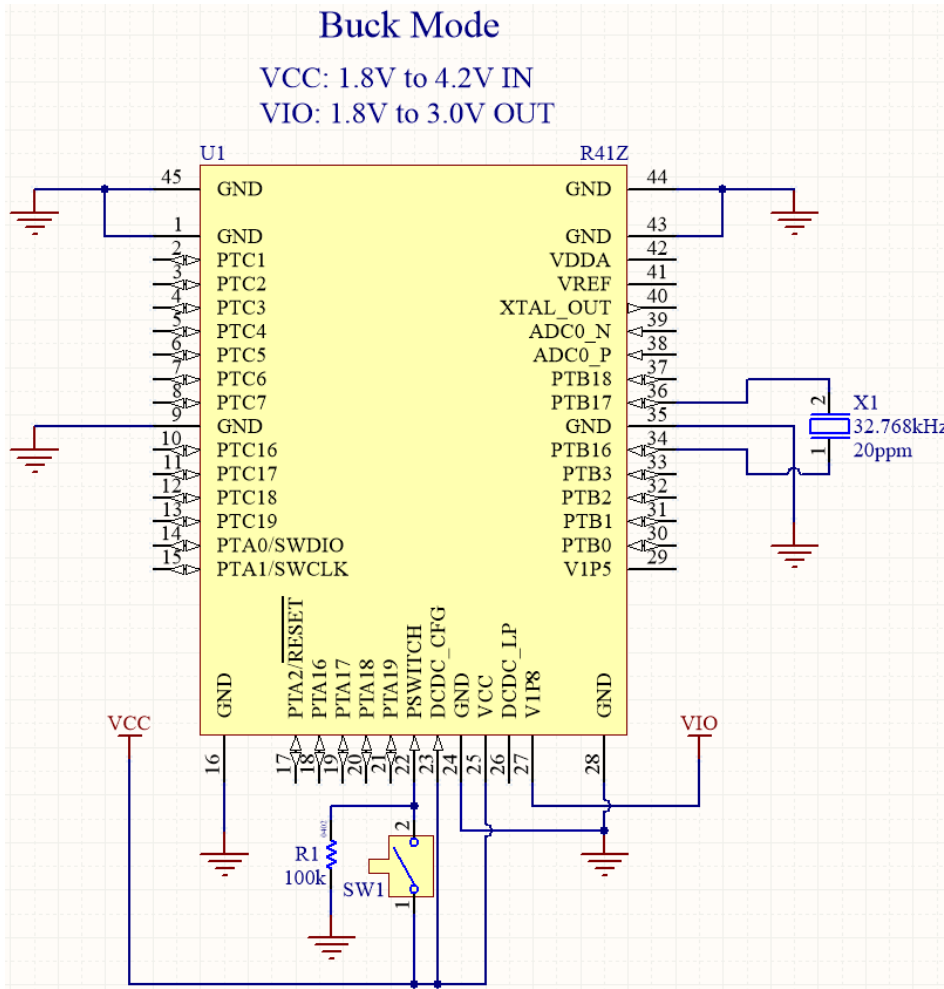 Buck Mode
VCC: 1.8V to 4.2V IN
VIO: 1.8V to 3.0V OUT
U1
R41Z
45 GND
GND 44
1 GND
GND 43
2 PTC1
VDDA 42
3 PTC2
VREF 41
4 PTC3
XTAL_OUT 40
5 PTC4
ADC0_N 39
6 PTC5
ADC0_P 38
7 PTC6
PTB18 37
8 PTC7
PTB17 36
9 GND
GND 35
10 PTC16
PTB16 34
11 PTC17
PTB3 33
12 PTC18
PTB2 32
13 PTC19
PTB1 31
14 PTA0/SWDIO
PTB0 30
15 PTA1/SWCLK
V1P5 29
2
X1
32.768kHz
1
20ppm
GND 16
PTA2/RESET 17
PTA16 18
PTA17 19
PTA18 20
PTA19 21
PSWITCH 22
DCDC_CFG 23
GND 24
VCC 25
DCDC_LP 26
V1P8 27
GND 28
VCC
VIO
0402
R1
100k
2
SW1
1